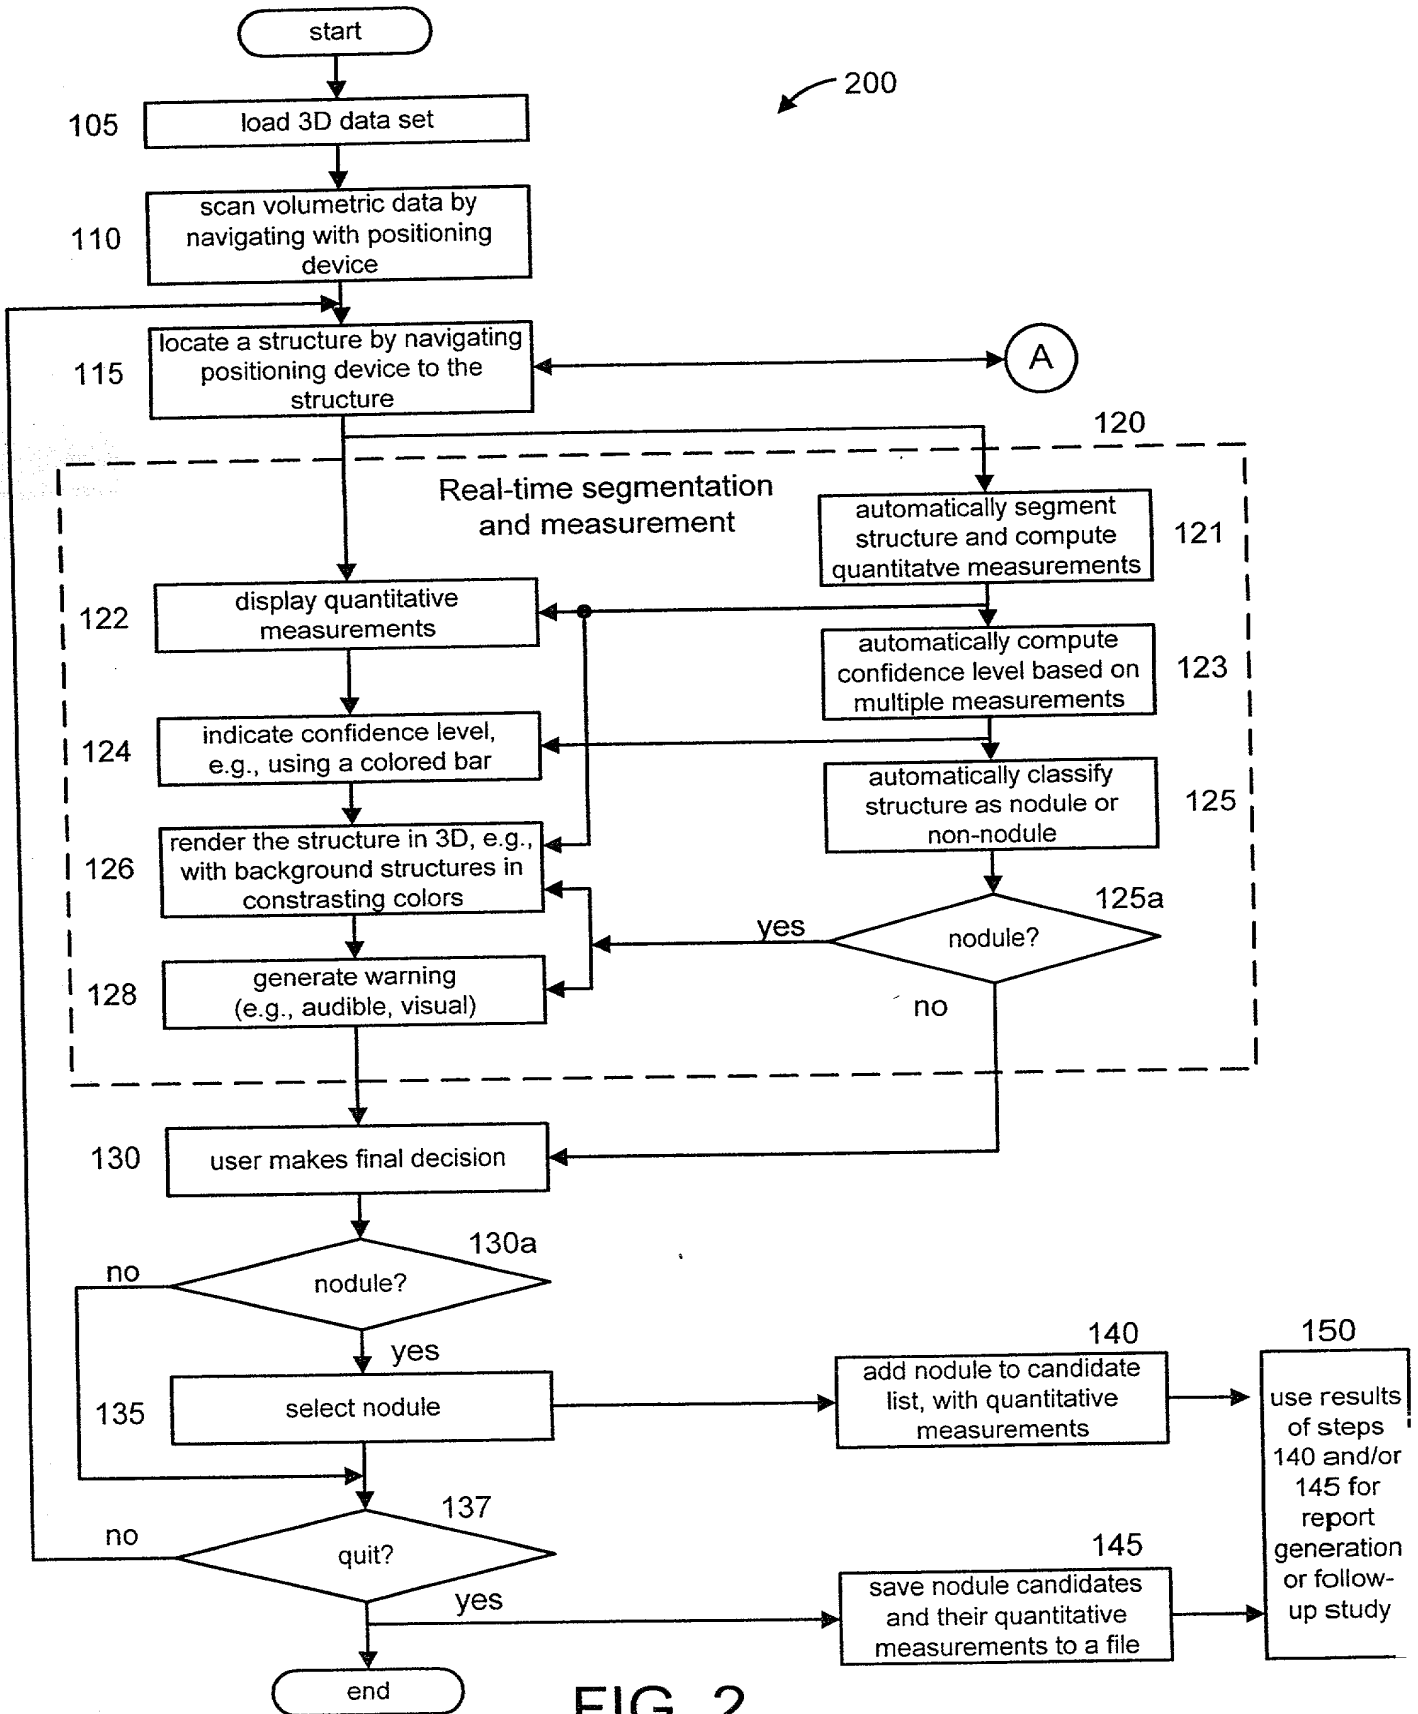 start
200
105
load 3D data set
110
scan volumetric data by
navigating with positioning
device
115
locate a structure by navigating
positioning device to the
structure
A
120
Real-time segmentation
and measurement
automatically segment
structure and compute
quantitatve measurements
121
122
display quantitative
measurements
automatically compute
confidence level based on
multiple measurements
123
124
indicate confidence level,
e.g., using a colored bar
automatically classify
structure as nodule or
non-nodule
125
126
render the structure in 3D, e.g.,
with background structures in
constrasting colors
125a
nodule?
yes
no
128
generate warning
(e.g., audible, visual)
130
user makes final decision
130a
nodule?
no
yes
135
select nodule
140
add nodule to candidate
list, with quantitative
measurements
150
use results
of steps
140 and/or
145 for
report
generation
or follow-
up study
137
quit?
no
yes
145
save nodule candidates
and their quantitative
measurements to a file
end
FIG. 2